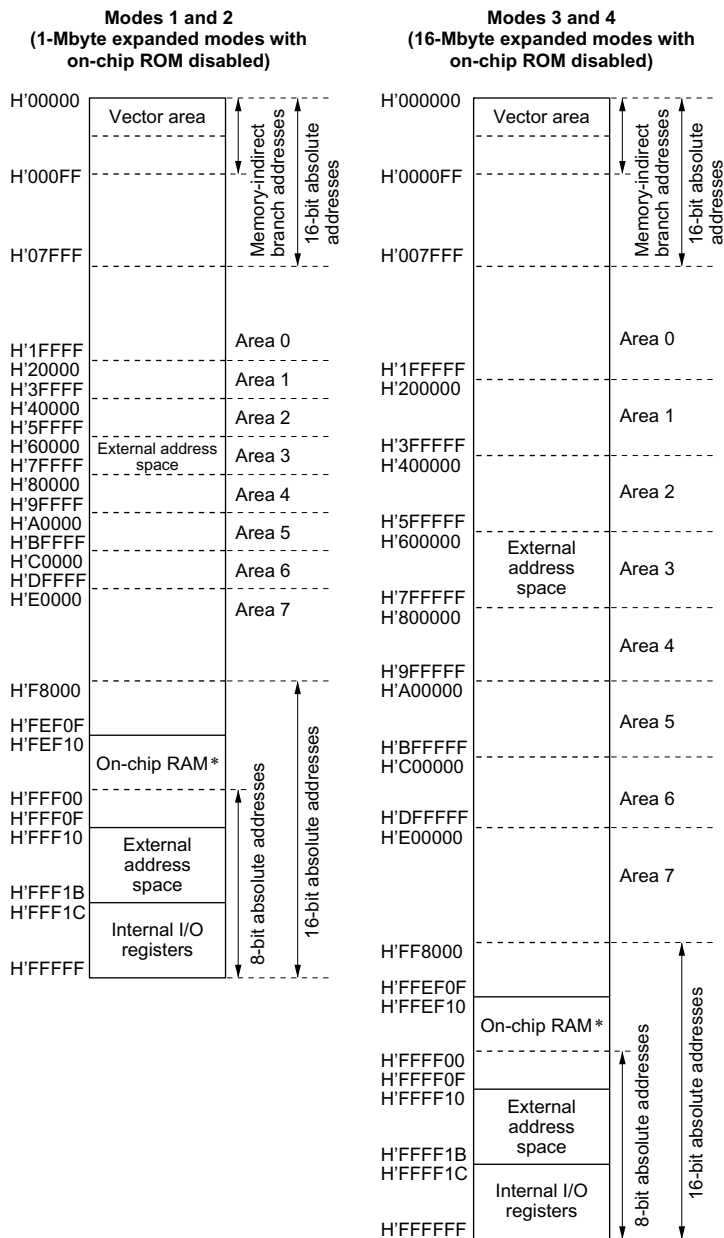 Modes 1 and 2
(1-Mbyte expanded modes with
on-chip ROM disabled)
H'00000
Vector area
H'000FF
H'07FFF
Memory-indirect
branch addresses
16-bit absolute
addresses
H'1FFFF
Area 0
H'20000
H'3FFFF
Area 1
H'40000
H'5FFFF
Area 2
H'60000
H'7FFFF
External address
space
Area 3
H'80000
H'9FFFF
Area 4
H'A0000
H'BFFFF
Area 5
H'C0000
H'DFFFF
Area 6
H'E0000
Area 7
H'F8000
H'FEF0F
H'FEF10
On-chip RAM*
H'FFF00
H'FFF0F
H'FFF10
External
address
space
H'FFF1B
H'FFF1C
Internal I/O
registers
H'FFFFF
8-bit absolute addresses
16-bit absolute addresses
Modes 3 and 4
(16-Mbyte expanded modes with
on-chip ROM disabled)
H'000000
Vector area
H'0000FF
H'007FFF
Memory-indirect
branch addresses
16-bit absolute
addresses
Area 0
H'1FFFFF
H'200000
Area 1
H'3FFFFF
H'400000
Area 2
H'5FFFFF
H'600000
External
address
space
Area 3
H'7FFFFF
H'800000
Area 4
H'9FFFFF
H'A00000
Area 5
H'BFFFFF
H'C00000
Area 6
H'DFFFFF
H'E00000
Area 7
H'FF8000
H'FFEF0F
H'FFEF10
On-chip RAM*
H'FFFF00
H'FFFF0F
H'FFFF10
External
address
space
H'FFFF1B
H'FFFF1C
Internal I/O
registers
H'FFFFFF
8-bit absolute addresses
16-bit absolute addresses